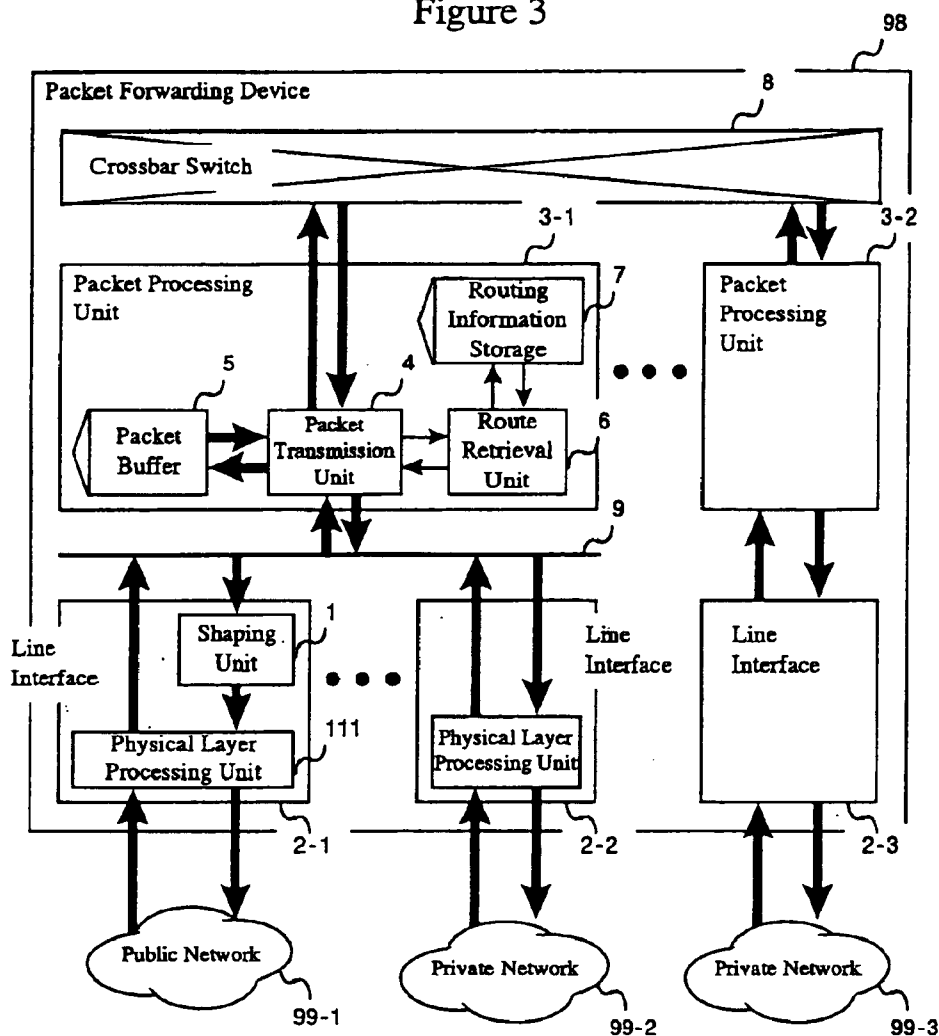 Figure 3
98
Packet Forwarding Device
8
Crossbar Switch
3-1
3-2
Packet Processing
Unit
7
Routing
Information
Storage
Packet
Processing
Unit
5
4
Packet
Buffer
Packet
Transmission
Unit
Route
Retrieval
Unit
6
9
Line
Interface
Shaping
Unit
1
Line
Interface
Line
Interface
Physical Layer
Processing Unit
111
Physical Layer
Processing Unit
2-1
2-2
2-3
Public Network
Private Network
Private Network
99-1
99-2
99-3